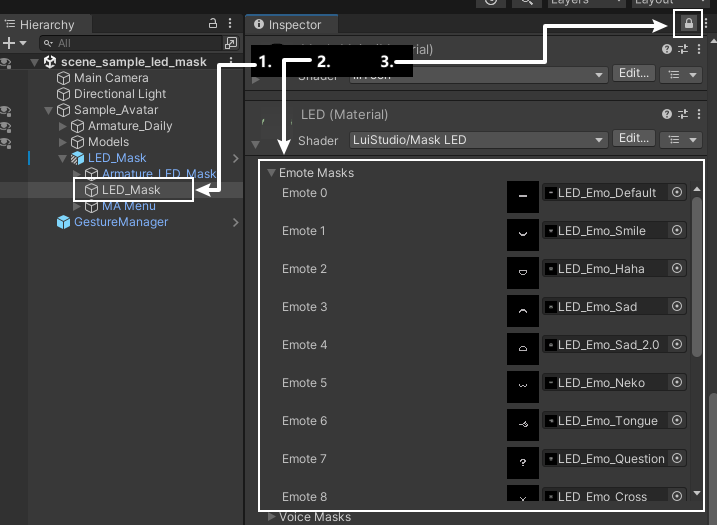 Layers
Layout
Hierarchy
Inspector
All
scene_sample_led_mask
Main Camera
Directional Light
Sample_Avatar
Armature_Daily
Models
LED_Mask
Armature_LED_Mask
LED_Mask
MA Menu
GestureManager
1. 2. 3.
Shader
Edit...
LED (Material)
Shader LuiStudio/Mask LED Edit...
Emote Masks
Emote 0 LED_Emo_Default
Emote 1 LED_Emo_Smile
Emote 2 LED_Emo_Haha
Emote 3 LED_Emo_Sad
Emote 4 LED_Emo_Sad_2.0
Emote 5 LED_Emo_Neko
Emote 6 LED_Emo_Tongue
Emote 7 LED_Emo_Question
Emote 8 LED_Emo_Cross
Voice Masks